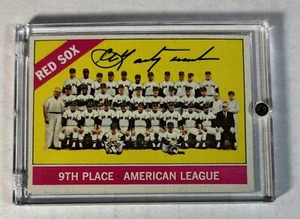 RED SOX
9TH PLACE AMERICAN LEAGUE